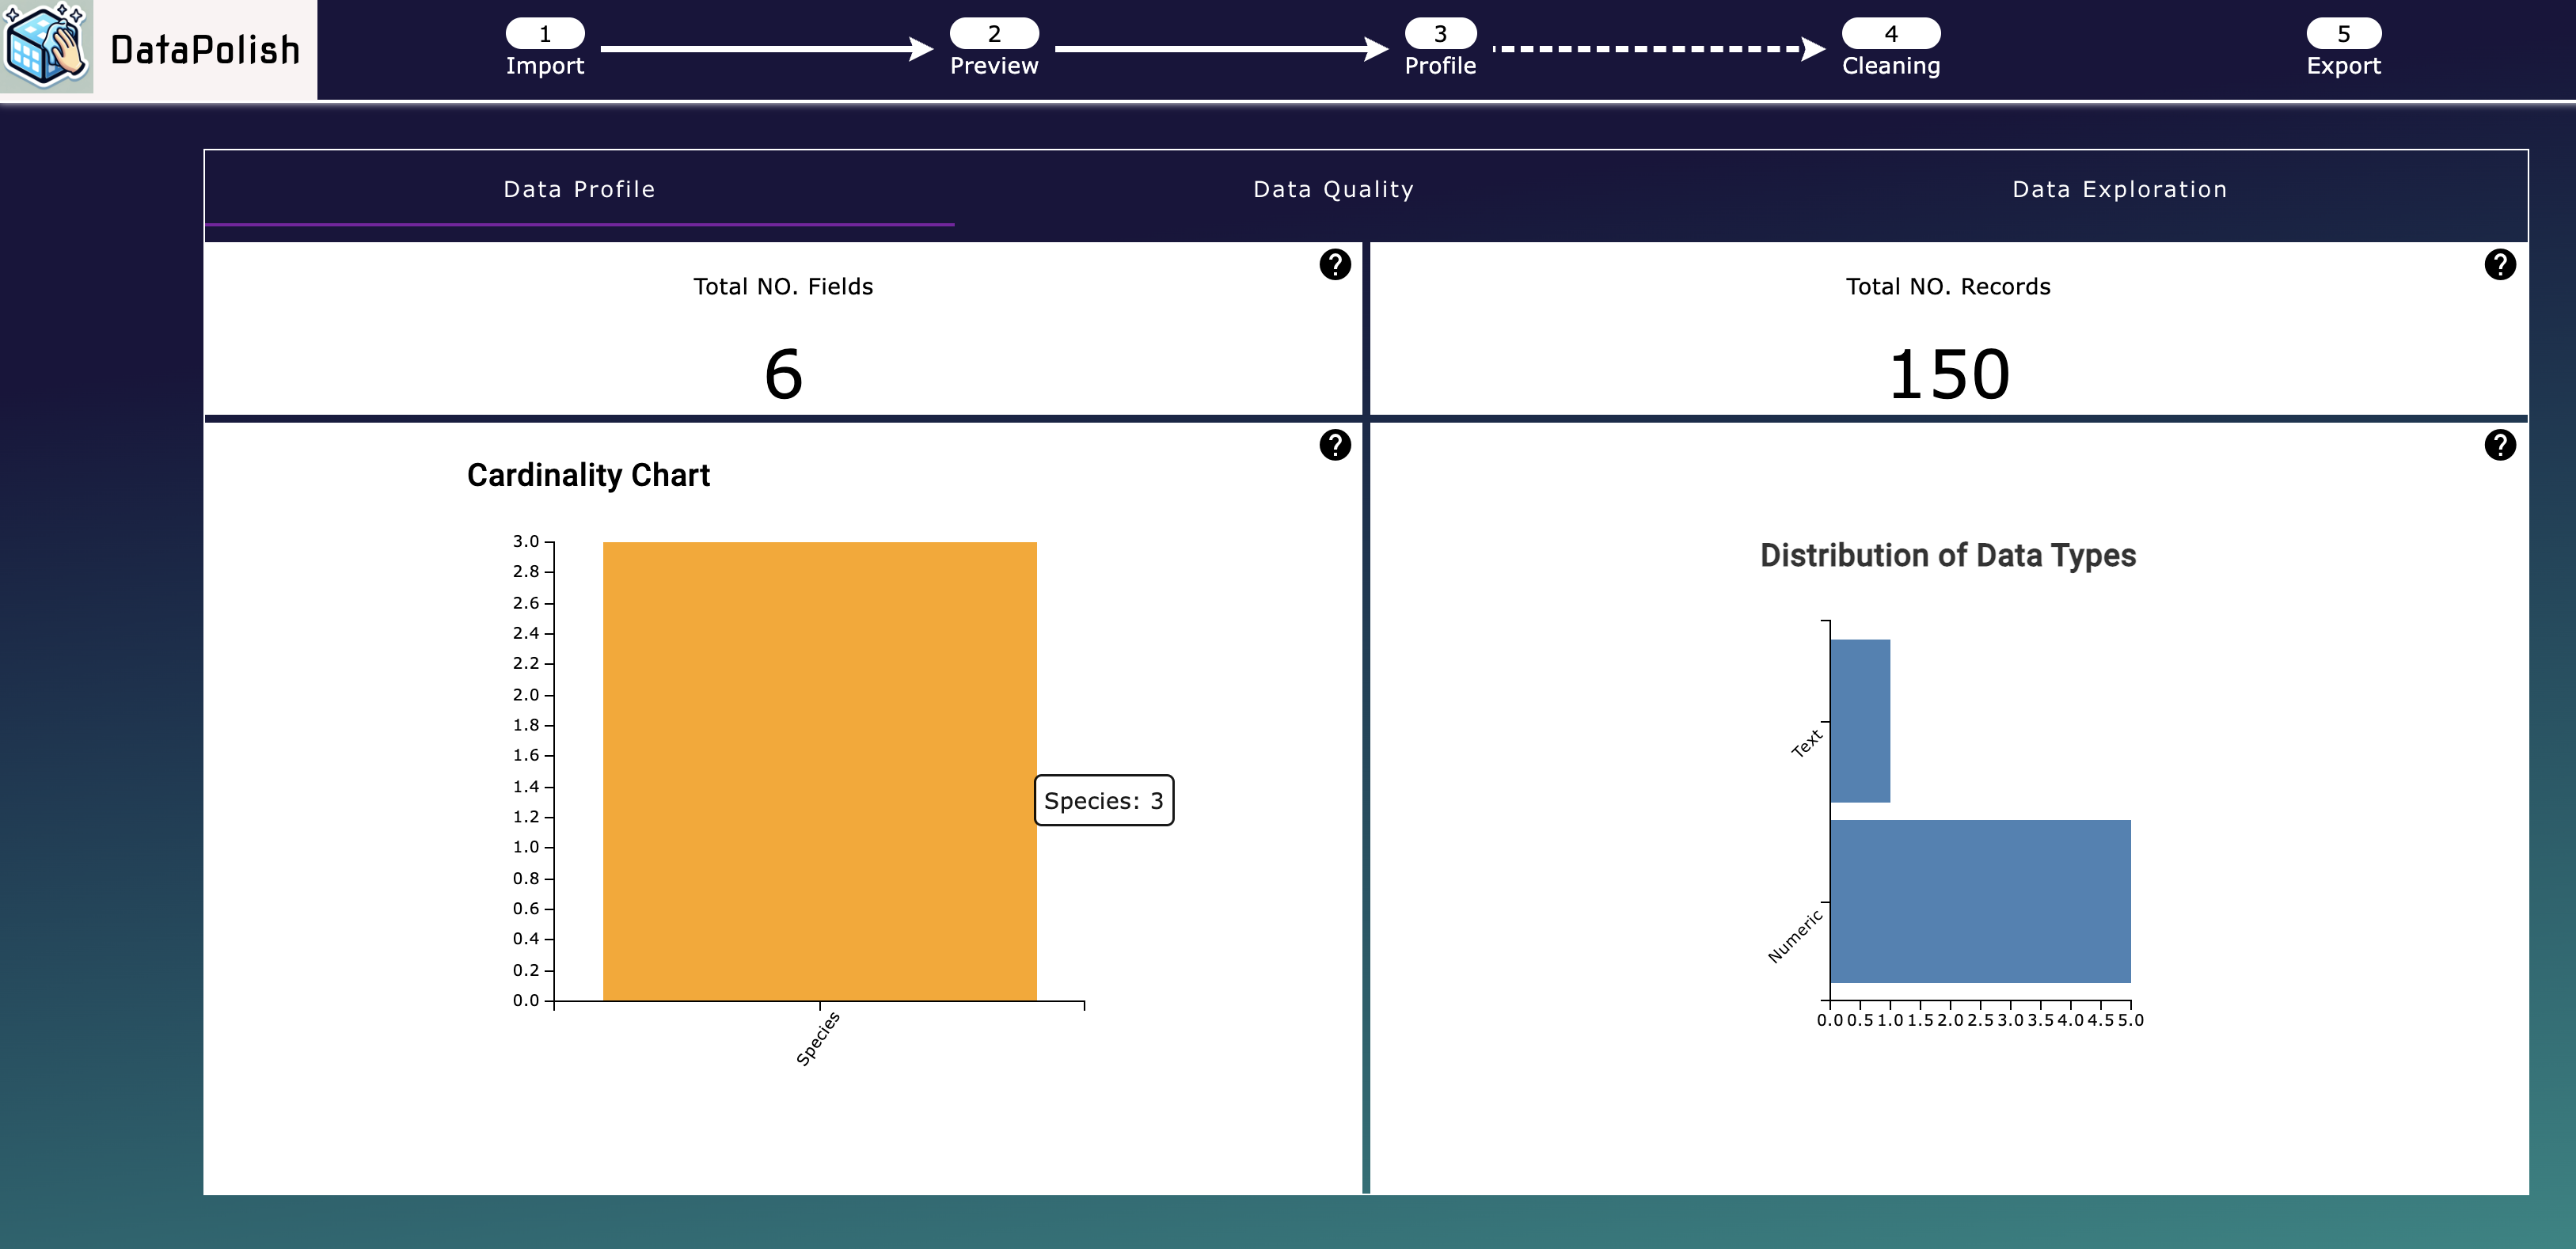 DataPolish
1
Import
2
Preview
3
Profile
4
Cleaning
5
Export
Data Profile
Data Quality
Data Exploration
?
Total NO. Fields
6
?
Total NO. Records
150
?
Cardinality Chart
3.0
2.8
2.6
2.4
2.2
2.0
1.8
1.6
1.4
1.2
1.0
0.8
0.6
0.4
0.2
0.0
Species
Species: 3
?
Distribution of Data Types
Text
Numeric
0.0 0.5 1.0 1.5 2.0 2.5 3.0 3.5 4.0 4.5 5.0